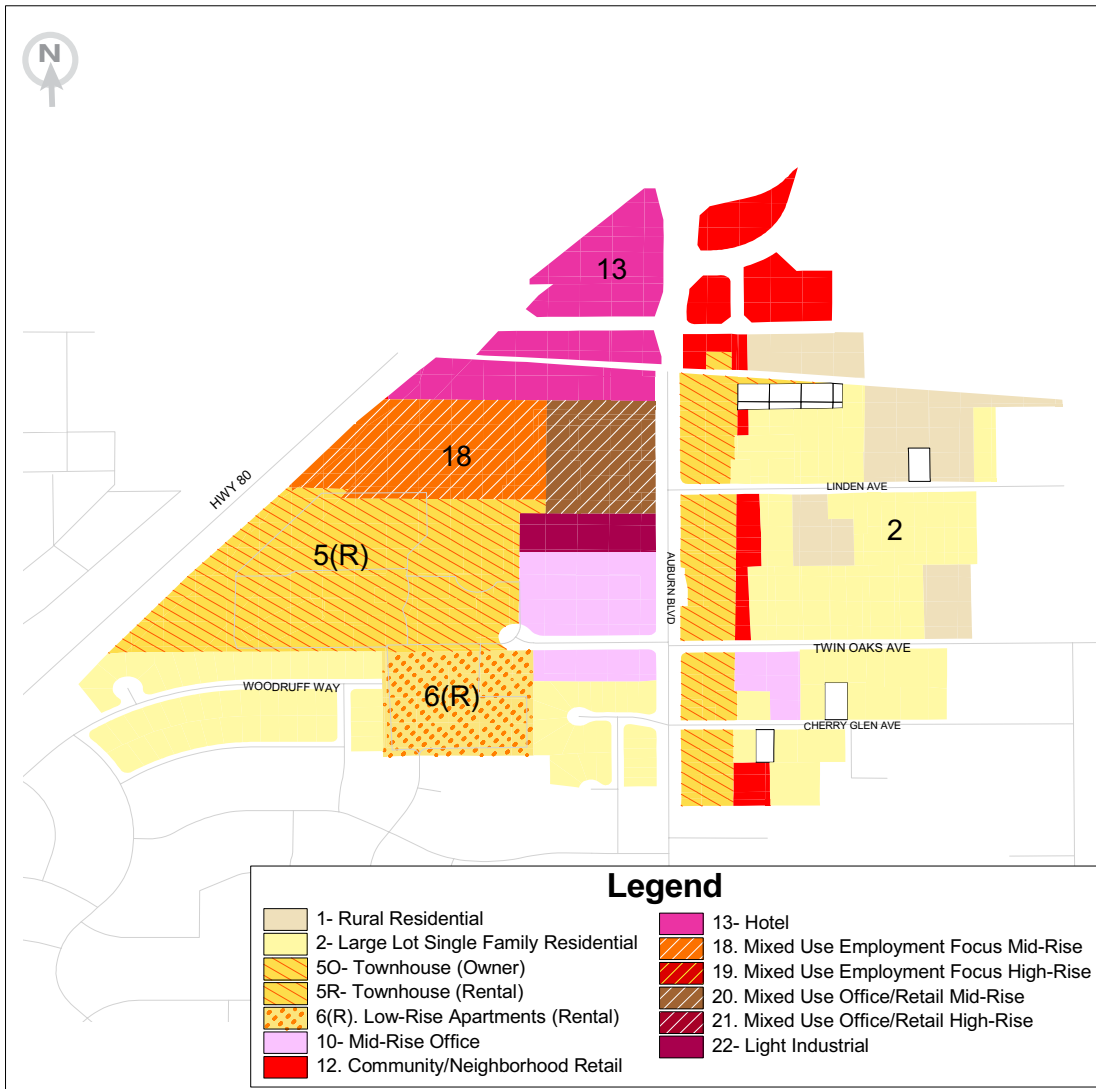 N
13
18
HWY 80
LINDEN AVE
2
5(R)
AUBURN BLVD
TWIN OAKS AVE
WOODRUFF WAY
6(R)
CHERRY GLEN AVE
Legend
1- Rural Residential
2- Large Lot Single Family Residential
5O- Townhouse (Owner)
5R- Townhouse (Rental)
6(R). Low-Rise Apartments (Rental)
10- Mid-Rise Office
12. Community/Neighborhood Retail
13- Hotel
18. Mixed Use Employment Focus Mid-Rise
19. Mixed Use Employment Focus High-Rise
20. Mixed Use Office/Retail Mid-Rise
21. Mixed Use Office/Retail High-Rise
22- Light Industrial